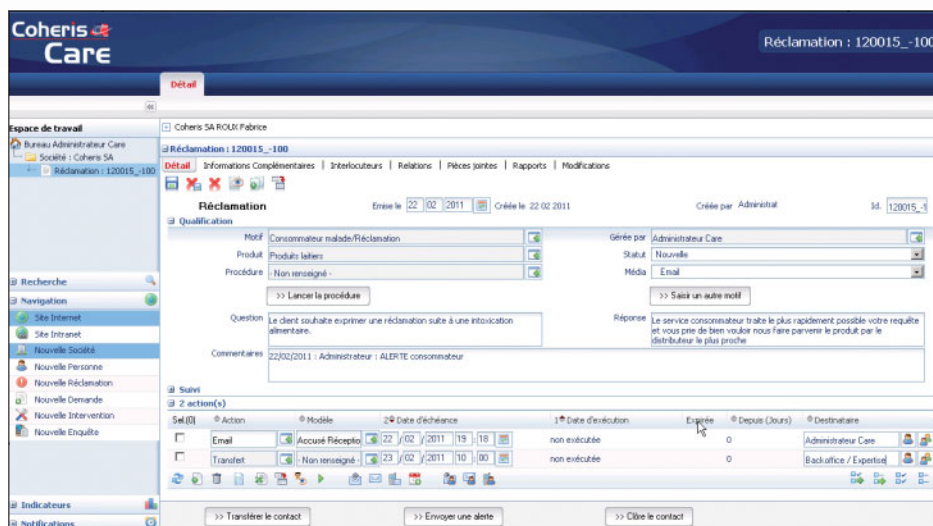 Coheris
Care
Réclamation : 120015_-100
Détail
Espace de travail
Bureau Administrateur Care
Société : Coheris SA
Réclamation : 120015_-100
Recherche
Navigation
Site Internet
Site Intranet
Nouvelle Société
Nouvelle Personne
Nouvelle Réclamation
Nouvelle Demande
Nouvelle Intervention
Nouvelle Enquête
Indicateurs
Notifications
Coheris SA ROUX Fabrice
Réclamation : 120015_-100
Détail | Informations Complémentaires | Interlocuteurs | Relations | Pièces jointes | Rapports | Modifications
Réclamation Emise le 22 02 2011 Créée le 22 02 2011 Créée par Administrat Id. 120015_-1
Qualification
Motif Consommateur malade/Réclamation Gérée par Administrateur Care
Produit Produits laitiers Statut Nouvelle
Procédure - Non renseigné - Média Email
>> Lancer la procédure >> Saisir un autre motif
Question Le client souhaite exprimer une réclamation suite à une intoxication
alimentaire.
Réponse Le service consommateur traite le plus rapidement possible votre requête
et vous prie de bien vouloir nous faire parvenir le produit par le
distributeur le plus proche
Commentaires 22/02/2011 : Administrateur : ALERTE consommateur
Suivi
2 action(s)
Sel.(0) Action Modèle 2 Date d'échéance 1 Date d'exécution Expirée Depuis (Jours) Destinataire
Email Accusé Réceptio 22 / 02 / 2011 19 : 18 non exécutée 0 Administrateur Care
Transfert - Non renseigné - 23 / 02 / 2011 10 : 00 non exécutée 0 Backoffice / Expertise
>> Transférer le contact >> Envoyer une alerte >> Clôre le contact